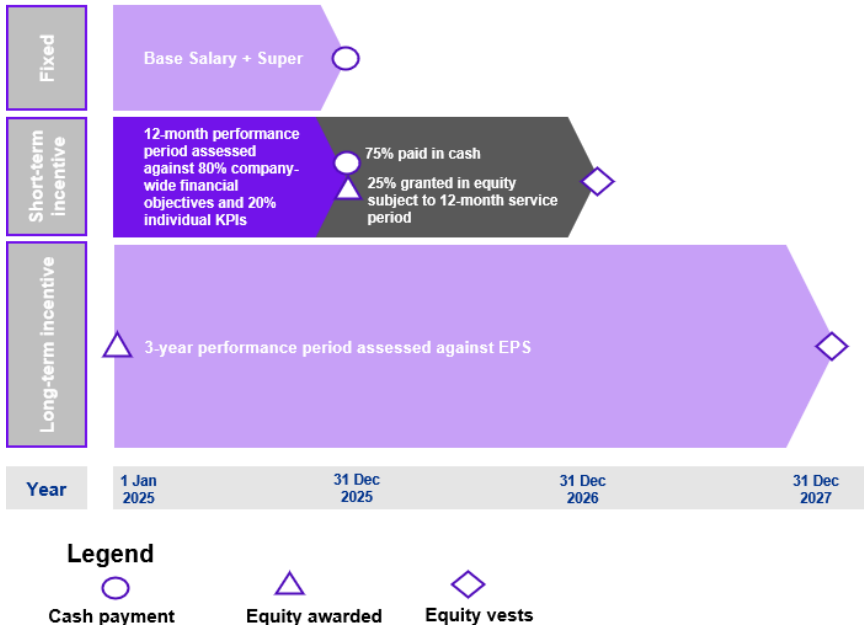 Fixed
Base Salary + Super
Short-term
incentive
12-month performance
period assessed
against 80% company-
wide financial
objectives and 20%
individual KPIs
75% paid in cash
25% granted in equity
subject to 12-month service
period
Long-term incentive
3-year performance period assessed against EPS
Year
1 Jan
2025
31 Dec
2025
31 Dec
2026
31 Dec
2027
Legend
Cash payment
Equity awarded
Equity vests